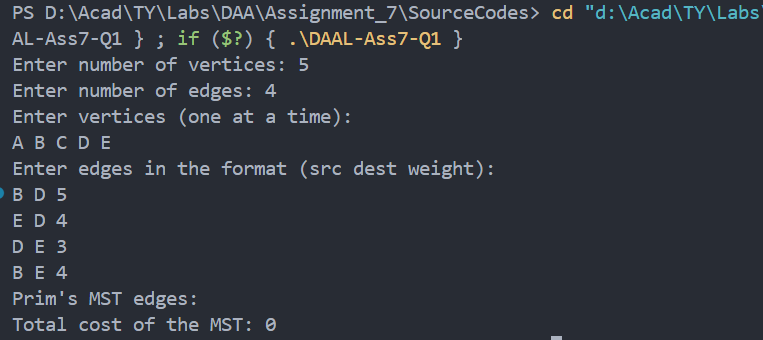 PS D:\Acad\TY\Labs\DAA\Assignment_7\SourceCodes> cd "d:\Acad\TY\Labs\
AL-Ass7-Q1 } ; if ($?) { .\DAAL-Ass7-Q1 }
Enter number of vertices: 5
Enter number of edges: 4
Enter vertices (one at a time):
A B C D E
Enter edges in the format (src dest weight):
B D 5
E D 4
D E 3
B E 4
Prim's MST edges:
Total cost of the MST: 0